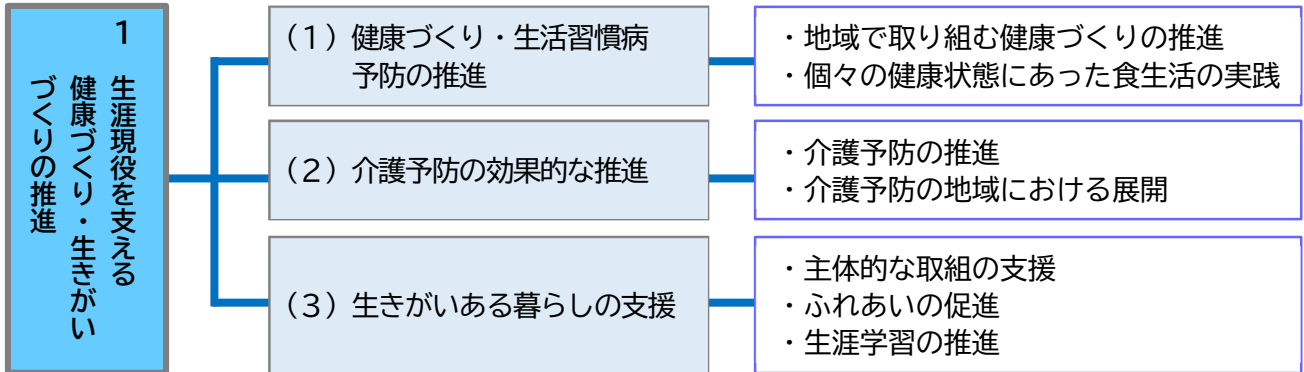 1　生涯現役を支える
健康づくり・生きがい
づくりの推進
（1）健康づくり・生活習慣病
予防の推進
・地域で取り組む健康づくりの推進
・個々の健康状態にあった食生活の実践
（2）介護予防の効果的な推進
・介護予防の推進
・介護予防の地域における展開
（3）生きがいある暮らしの支援
・主体的な取組の支援
・ふれあいの促進
・生涯学習の推進